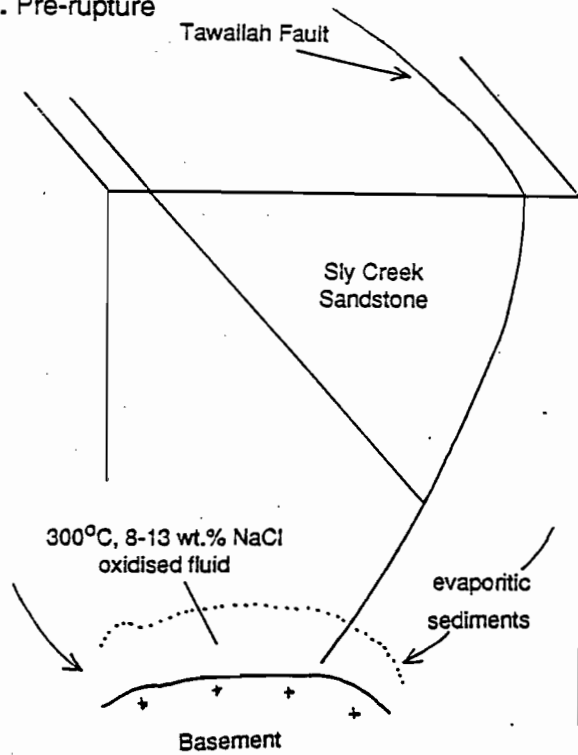 . Pre-rupture
Tawallah Fault
Sly Creek
Sandstone
300°C, 8-13 wt.% NaCl
oxidised fluid
evaporitic
sediments
Basement